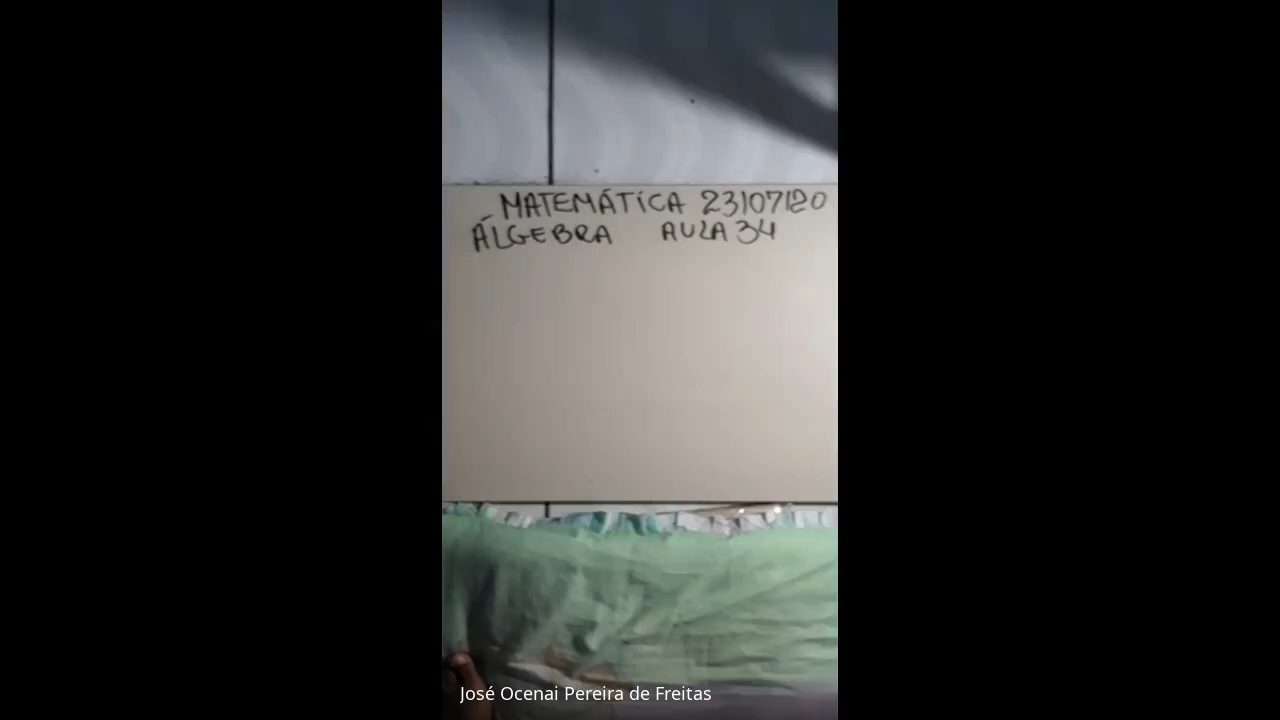 MATEMÁTICA 23/07/20
ÁLGEBRA AULA 34
José Ocenai Pereira de Freitas